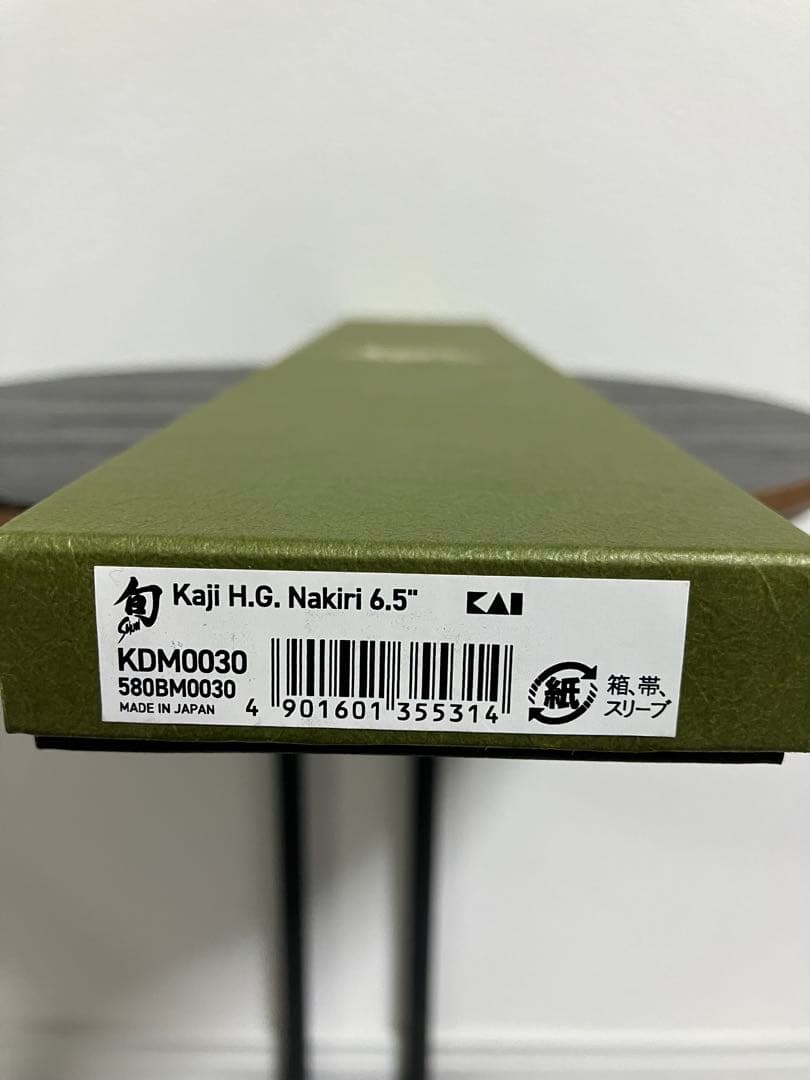 旬 Kaji H.G. Nakiri 6.5" KAI
SHUN
KDM0030
580BM0030
MADE IN JAPAN
4 901601 355314
紙 箱、帯、
スリーブ